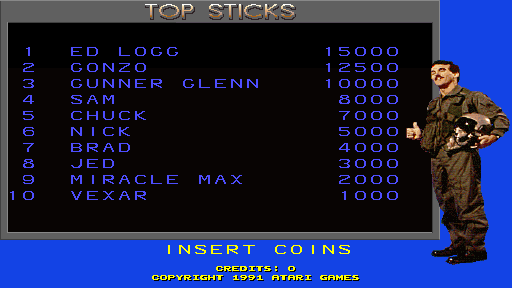 TOP STICKS
1 ED LOGG 15000
2 GONZO 12500
3 GUNNER GLENN 10000
4 SAM 8000
5 CHUCK 7000
6 NICK 5000
7 BRAD 4000
8 JED 3000
9 MIRACLE MAX 2000
10 VEXAR 1000
INSERT COINS
CREDITS: 0
COPYRIGHT 1991 ATARI GAMES